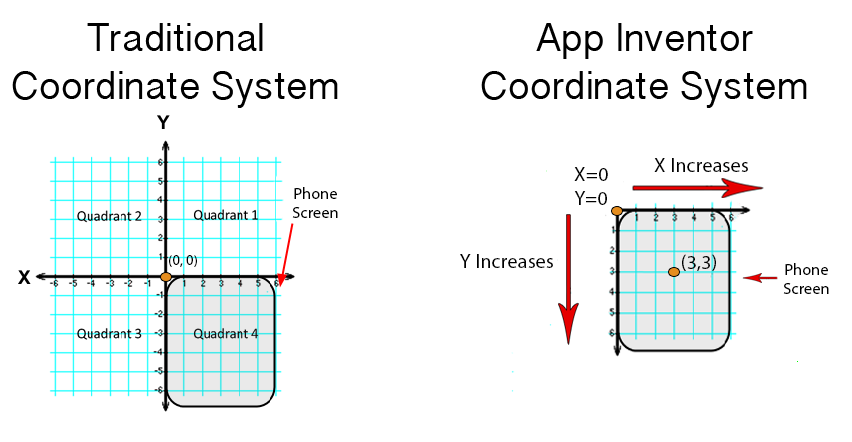 Traditional
Coordinate System
Y
6
5
4
3
2
1
Quadrant 2
Quadrant 1
Phone
Screen
(0, 0)
X
-6 -5 -4 -3 -2 -1
1 2 3 4 5 6
-1
-2
-3
-4
-5
-6
Quadrant 3
Quadrant 4
App Inventor
Coordinate System
X=0
Y=0
X Increases
1 2 3 4 5 6
Y Increases
1
2
3
4
5
6
(3,3)
Phone
Screen